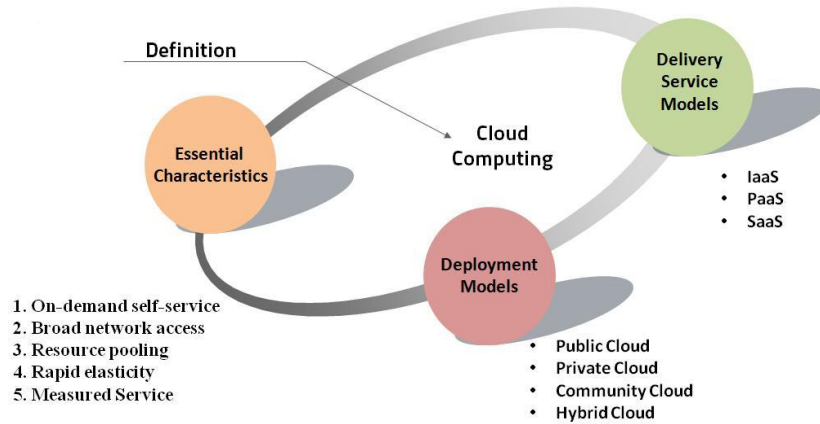 Definition
Delivery
Service
Models
Cloud
Computing
Essential
Characteristics
• IaaS
• PaaS
• SaaS
Deployment
Models
1. On-demand self-service
2. Broad network access
3. Resource pooling
4. Rapid elasticity
5. Measured Service
• Public Cloud
• Private Cloud
• Community Cloud
• Hybrid Cloud